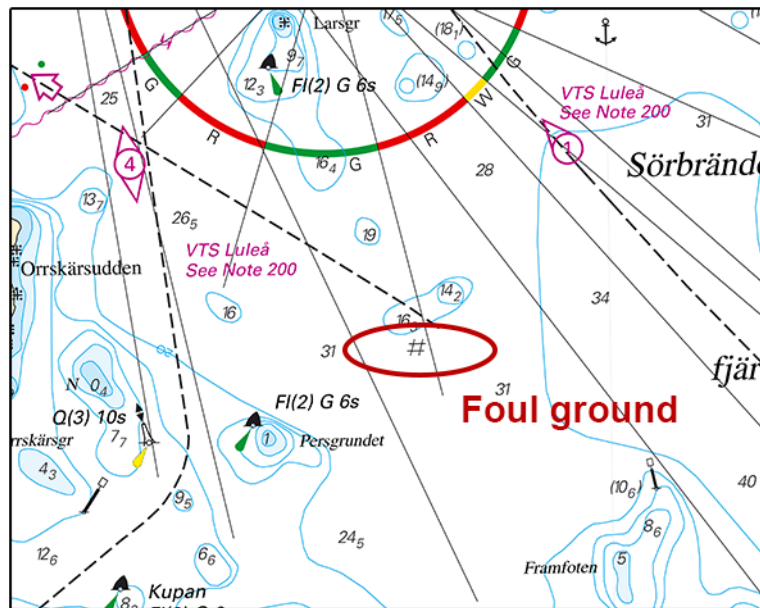 Larsgr
17₅
(18₁)
9₇
12₃
Fl(2) G 6s
(14₉)
G
R
16₄
G
R
W
G
25
4
VTS Luleå
See Note 200
31
1
28
Sörbrände
13₇
26₅
19
VTS Luleå
See Note 200
Orrskärsudden
14₂
34
16
31
#
31
fjär
N
0₄
Fl(2) G 6s
Foul ground
Q(3) 10s
7₇
rrskärsgr
1
Persgrundet
4₃
(10₆)
40
9₅
8₆
24₅
12₆
6₆
Framfoten
5
Kupan